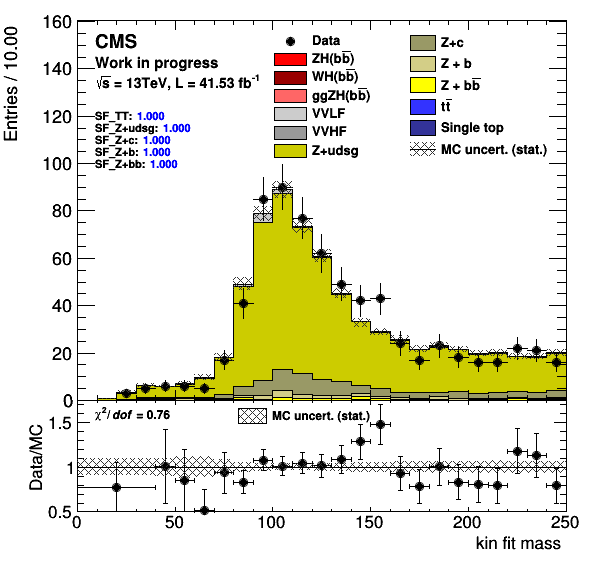 Entries / 10.00
160
140
120
100
80
60
40
20
0
CMS
Work in progress
√s = 13TeV, L = 41.53 fb⁻¹
SF_TT: 1.000
SF_Z+udsg: 1.000
SF_Z+c: 1.000
SF_Z+b: 1.000
SF_Z+bb: 1.000
Data
ZH(bb̅)
WH(bb̅)
ggZH(bb̅)
VVLF
VVHF
Z+udsg
Z+c
Z + b
Z + bb̅
tt̅
Single top
MC uncert. (stat.)
Data/MC
1.5
1
0.5
χ²/dof = 0.76
MC uncert. (stat.)
0 50 100 150 200 250
kin fit mass